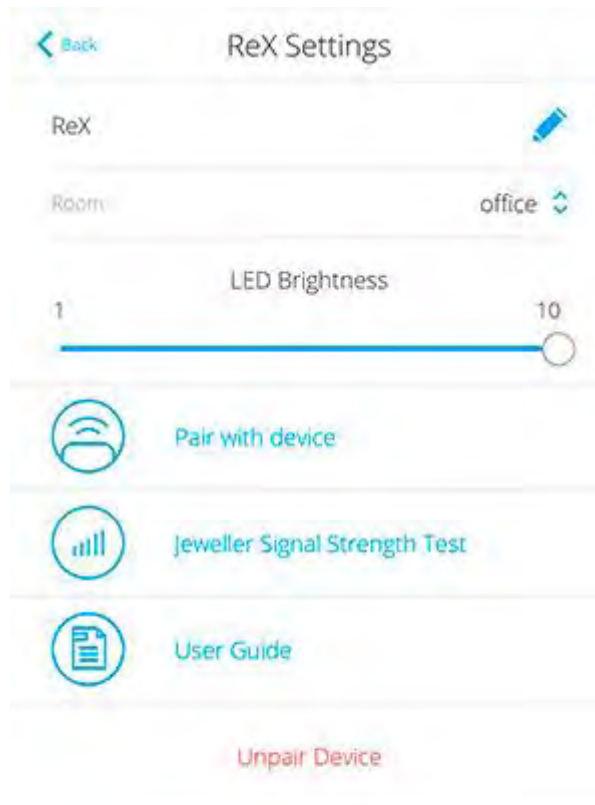 Back
ReX Settings
ReX
Room
office
LED Brightness
1
10
Pair with device
Jeweller Signal Strength Test
User Guide
Unpair Device